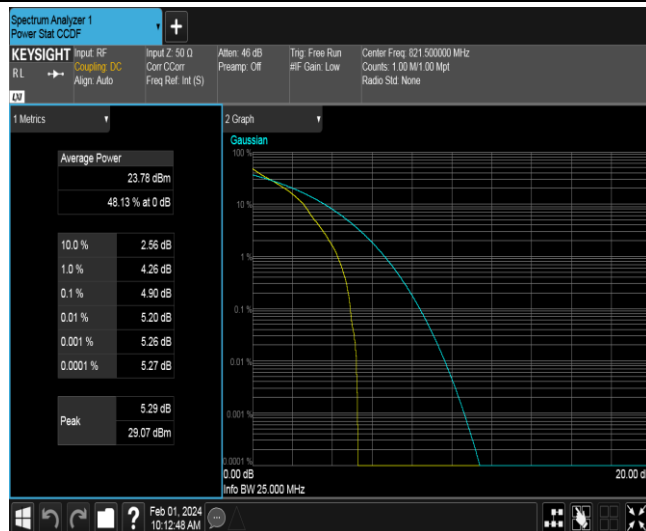 Spectrum Analyzer 1
Power Stat CCDF
KEYSIGHT
RL
Input: RF
Coupling: DC
Align: Auto
Input Z: 50 Ω
Corr CCorr
Freq Ref: Int (S)
Atten: 46 dB
Preamp: Off
Trig: Free Run
#IF Gain: Low
Center Freq: 821.500000 MHz
Counts: 1.00 M/1.00 Mpt
Radio Std: None
1 Metrics
Average Power
23.78 dBm
48.13 % at 0 dB
10.0 % 2.56 dB
1.0 % 4.26 dB
0.1 % 4.90 dB
0.01 % 5.20 dB
0.001 % 5.26 dB
0.0001 % 5.27 dB
Peak
5.29 dB
29.07 dBm
2 Graph
Gaussian
100 %
10 %
1 %
0.1 %
0.01 %
0.001 %
0.0001 %
0.00 dB
20.00 d
Info BW 25.000 MHz
?
Feb 01, 2024
10:12:48 AM